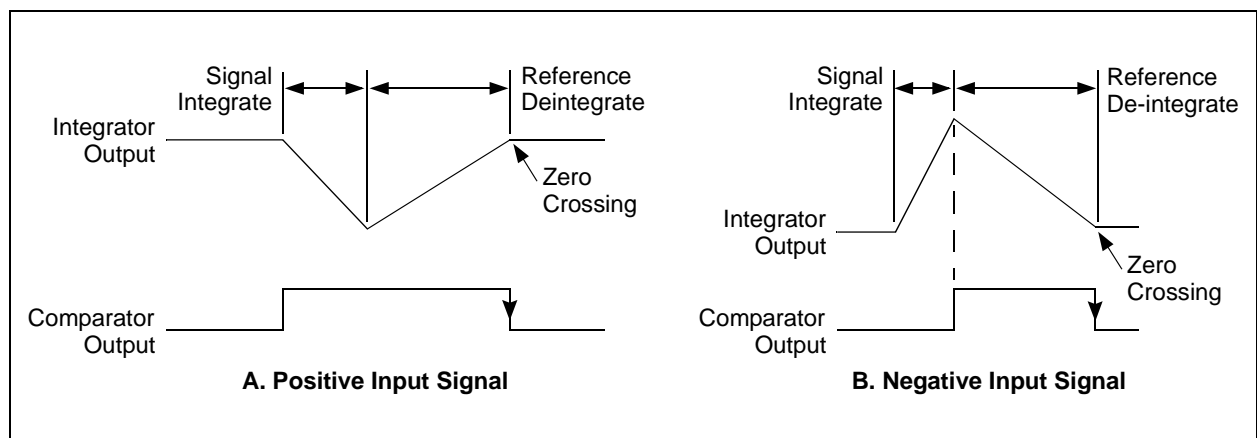 Signal
Integrate
Reference
Deintegrate
Integrator
Output
Zero
Crossing
Comparator
Output
A. Positive Input Signal
Signal
Integrate
Reference
De-integrate
Integrator
Output
Zero
Crossing
Comparator
Output
B. Negative Input Signal